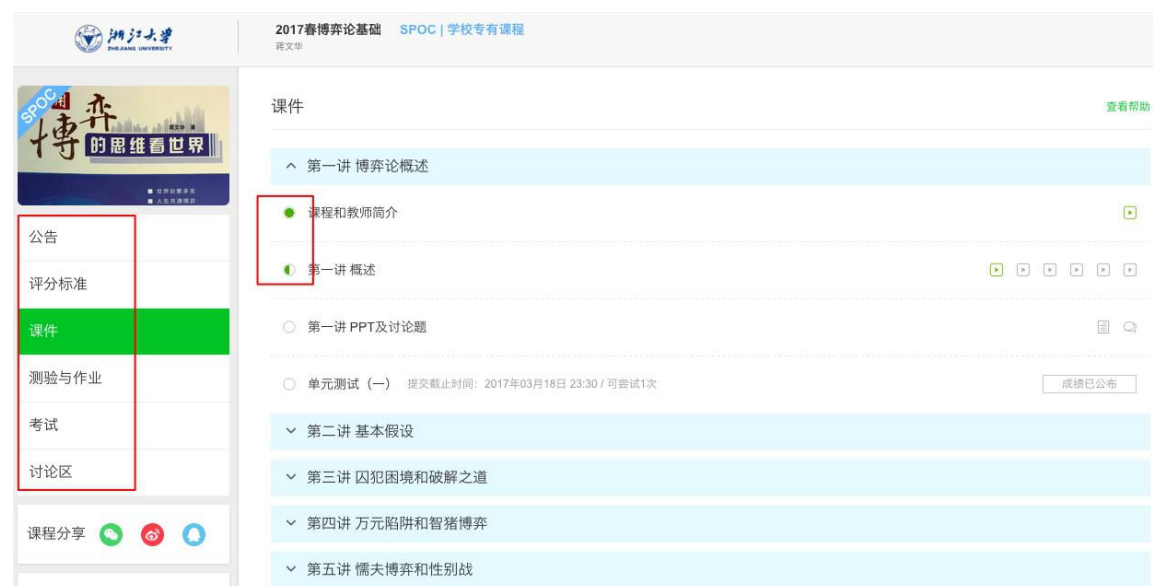 浙江大学
ZHEJIANG UNIVERSITY
2017春博弈论基础 SPOC | 学校专有课程
蒋文华
SPOC
博弈
的思维看世界
公告
评分标准
课件
测验与作业
考试
讨论区
课程分享
课件 查看帮助
第一讲 博弈论概述
课程和教师简介
第一讲 概述
第一讲 PPT及讨论题
单元测试（一） 提交截止时间：2017年03月18日 23:30 / 可尝试1次 成绩已公布
第二讲 基本假设
第三讲 囚犯困境和破解之道
第四讲 万元陷阱和智猪博弈
第五讲 懦夫博弈和性别战